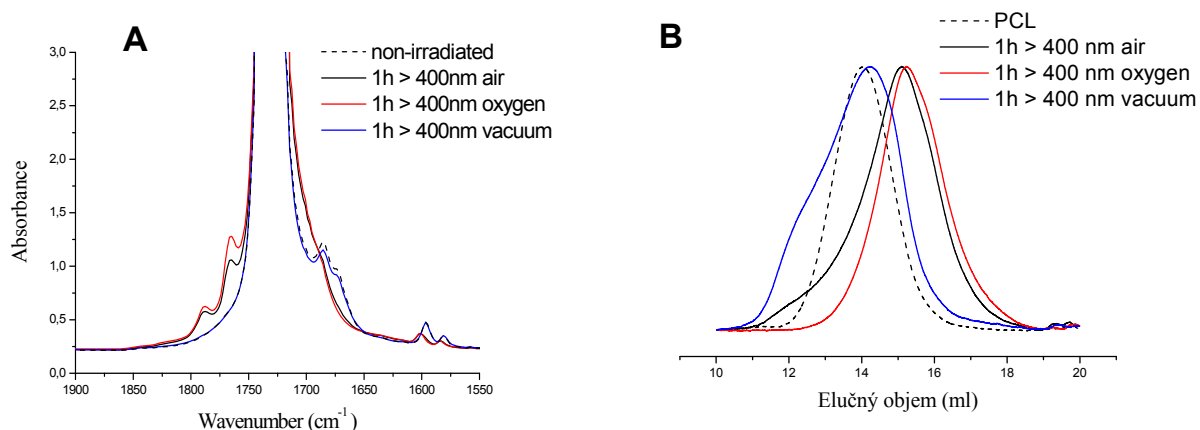 A
non-irradiated
1h > 400nm air
1h > 400nm oxygen
1h > 400nm vacuum
3,0
2,5
2,0
1,5
1,0
0,5
0,0
Absorbance
1900 1850 1800 1750 1700 1650 1600 1550
Wavenumber (cm-1)
B
PCL
1h > 400 nm air
1h > 400 nm oxygen
1h > 400 nm vacuum
10 12 14 16 18 20
Elučný objem (ml)